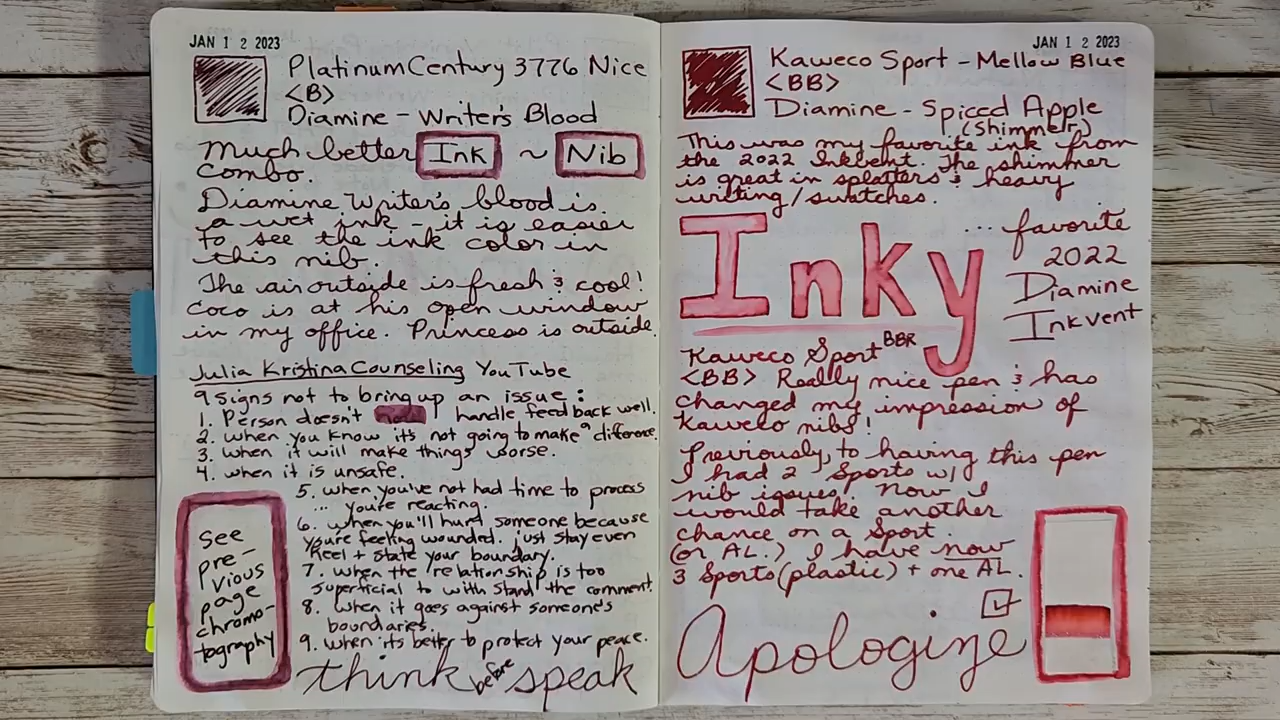 JAN 1 2 2023
Platinum Century 3776 Nice
<B>
Diamine - Writer's Blood
Much better Ink ~ Nib
combo.
Diamine Writer's blood is
a wet ink - it is easier
to see the ink color in
this nib.
The air outside is fresh & cool!
Coco is at his open window
in my office. Princess is outside.
Julia Kristina Counseling YouTube
9 signs not to bring up an issue:
1. Person doesn't handle feedback well.
2. when you know it's not going to make a difference.
3. when it will make things worse.
4. when it is unsafe.
5. when you've not had time to process
... you're reacting.
6. when you'll hurt someone because
you're feeling wounded. just stay even
keel + state your boundary.
7. when the relationship is too
superficial to with stand the comment.
8. when it goes against someone's
boundaries.
9. when it's better to protect your peace.
see
pre-
vious
page
chromo-
tography
think before speak
JAN 1 2 2023
Kaweco Sport - Mellow Blue
<BB>
Diamine - Spiced Apple
(Shimmer)
This was my favorite ink from
the 2022 Inkvent. The shimmer
is great in splatters & heavy
writing/swatches.
Inky
... favorite
2022
Diamine
Inkvent
Kaweco Sport BBR
<BB> Really nice pen & has
changed my impression of
Kaweco nibs!
Previously, to having this pen
I had 2 Sports w/
nib issues. Now I
would take another
chance on a Sport.
(or AL.) I have now
3 Sports (plastic) + one AL.
Apologize